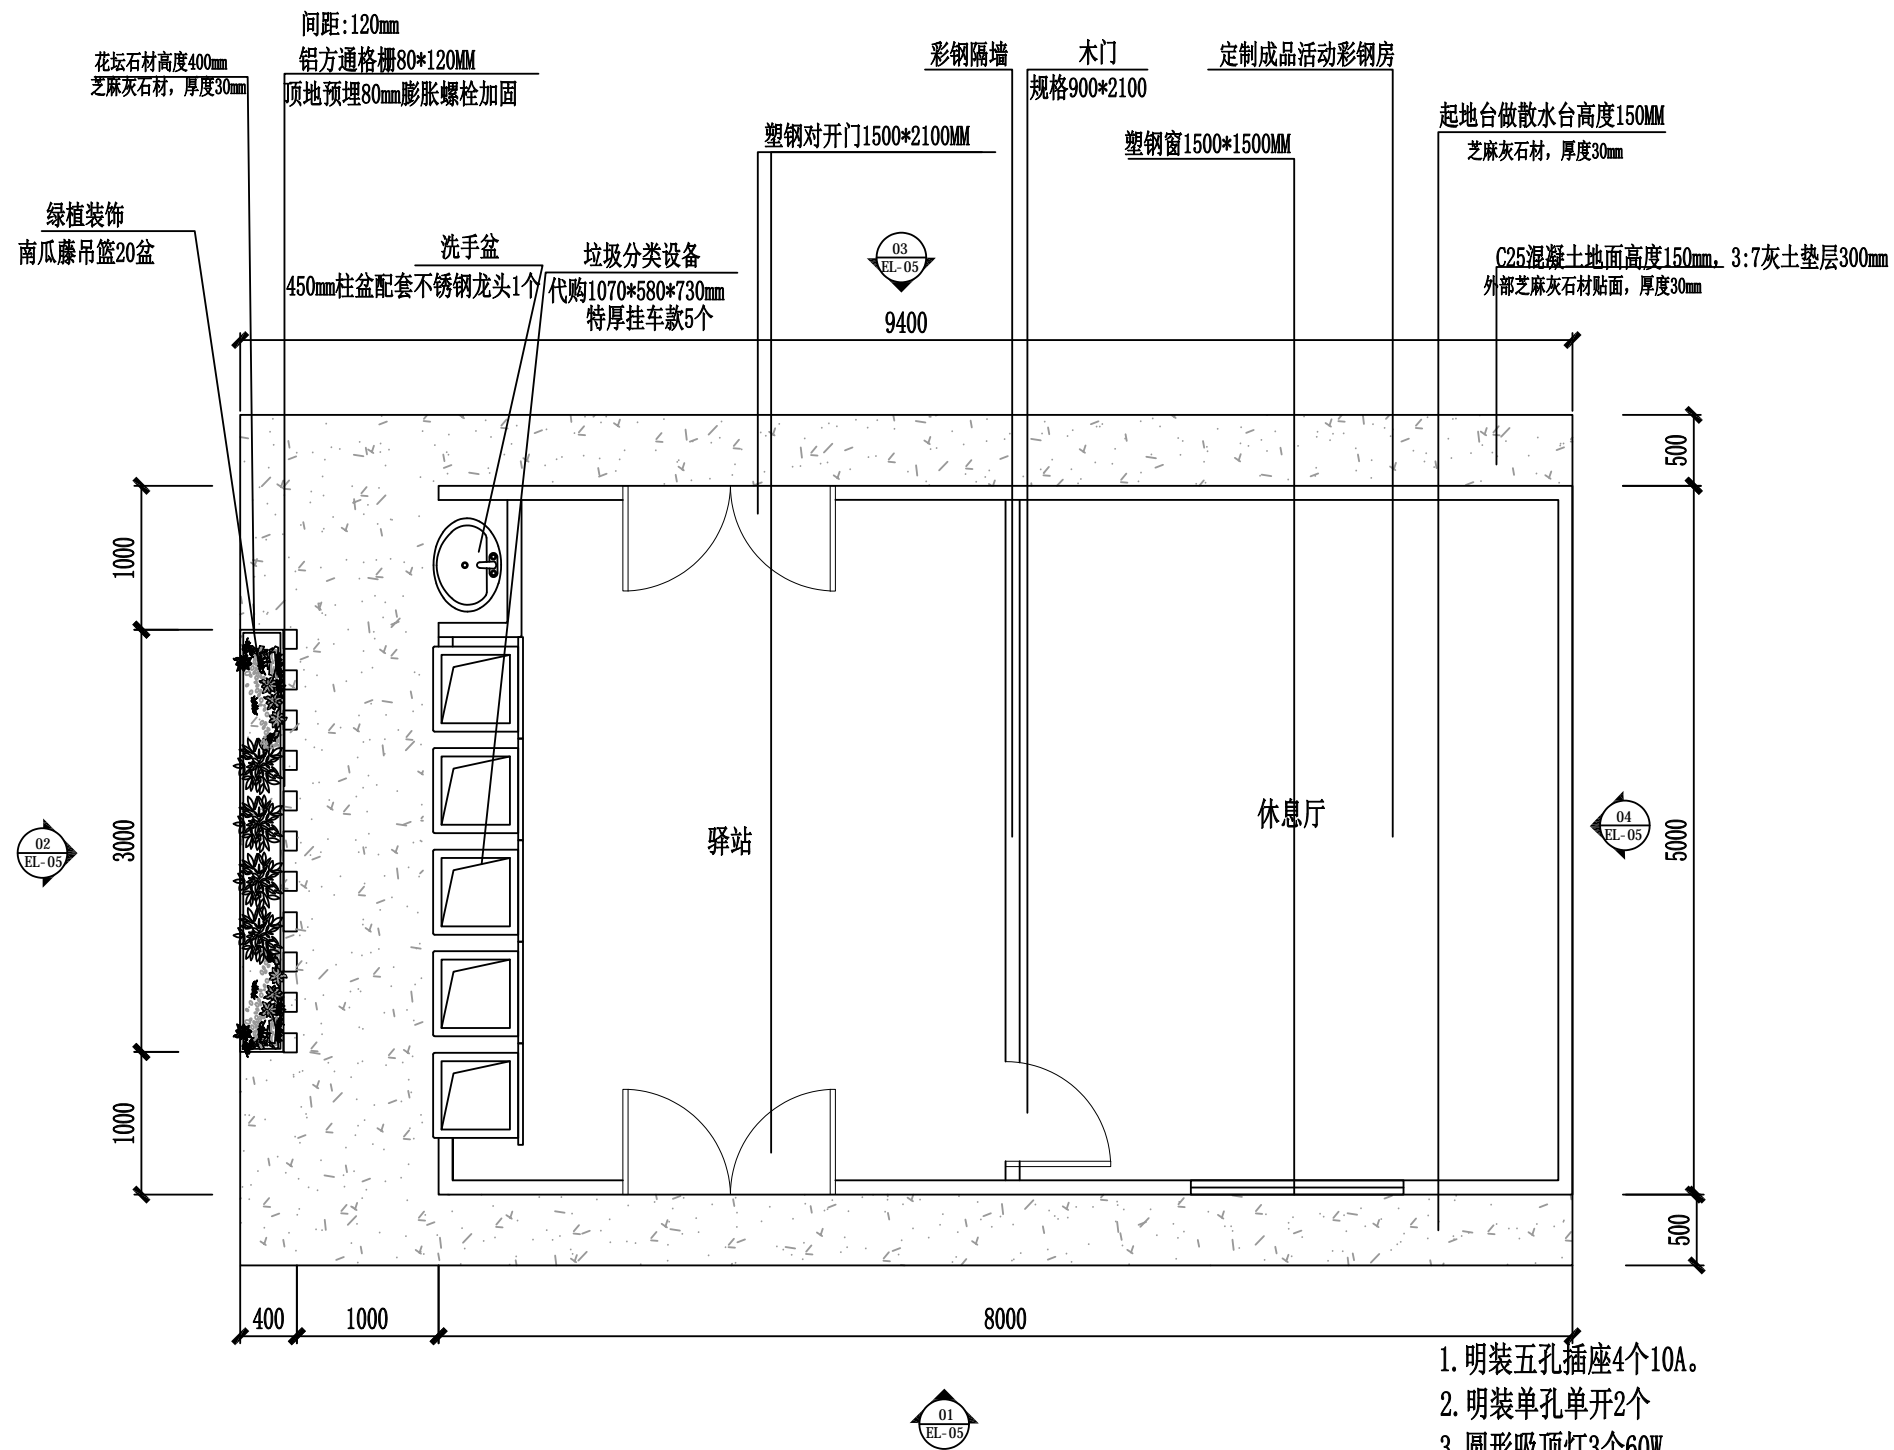 间距:120mm
铝方通格栅80*120MM
顶地预埋80mm膨胀螺栓加固
花坛石材高度400mm
芝麻灰石材，厚度30mm
彩钢隔墙
木门
规格900*2100
定制成品活动彩钢房
塑钢对开门1500*2100MM
塑钢窗1500*1500MM
起地台做散水台高度150MM
芝麻灰石材，厚度30mm
绿植装饰
南瓜藤吊篮20盆
洗手盆
450mm柱盆配套不锈钢龙头1个
垃圾分类设备
代购1070*580*730mm
特厚挂车款5个
03
EL-05
C25混凝土地面高度150mm，3:7灰土垫层300mm
外部芝麻灰石材贴面，厚度30mm
9400
500
1000
3000
1000
02
EL-05
驿站
休息厅
04
EL-05
5000
500
400
1000
8000
01
EL-05
1.明装五孔插座4个10A。
2.明装单孔单开2个
3.圆形吸顶灯3个60W